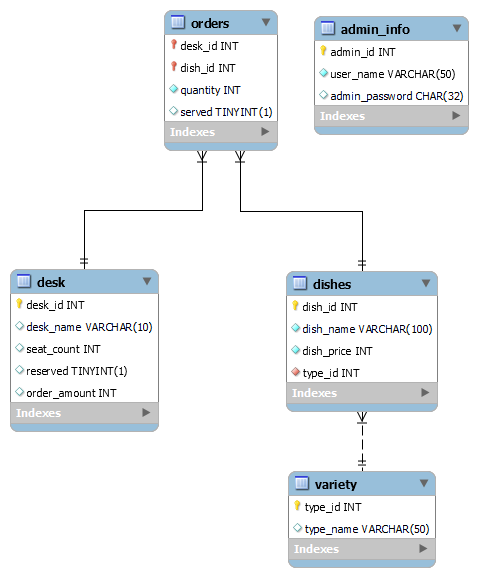 orders
desk_id INT
dish_id INT
quantity INT
served TINYINT(1)
Indexes
admin_info
admin_id INT
user_name VARCHAR(50)
admin_password CHAR(32)
Indexes
desk
desk_id INT
desk_name VARCHAR(10)
seat_count INT
reserved TINYINT(1)
order_amount INT
Indexes
dishes
dish_id INT
dish_name VARCHAR(100)
dish_price INT
type_id INT
Indexes
variety
type_id INT
type_name VARCHAR(50)
Indexes